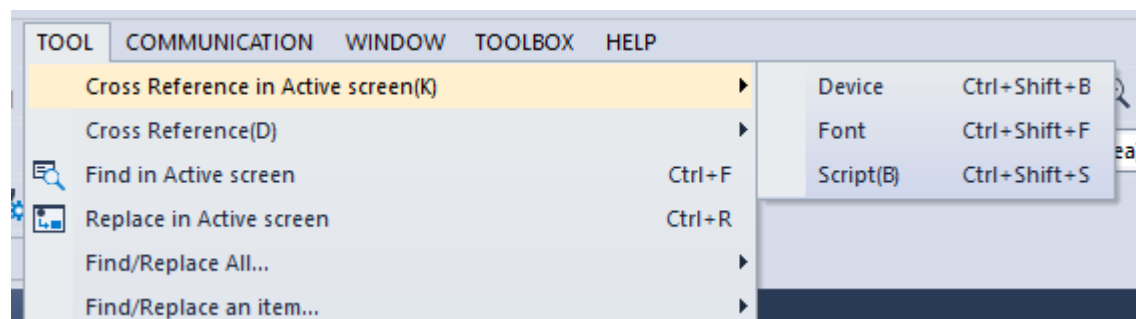 TOOL COMMUNICATION WINDOW TOOLBOX HELP
Cross Reference in Active screen(K)
Cross Reference(D)
Find in Active screen Ctrl+F
Replace in Active screen Ctrl+R
Find/Replace All...
Find/Replace an item...
Device Ctrl+Shift+B
Font Ctrl+Shift+F
Script(B) Ctrl+Shift+S